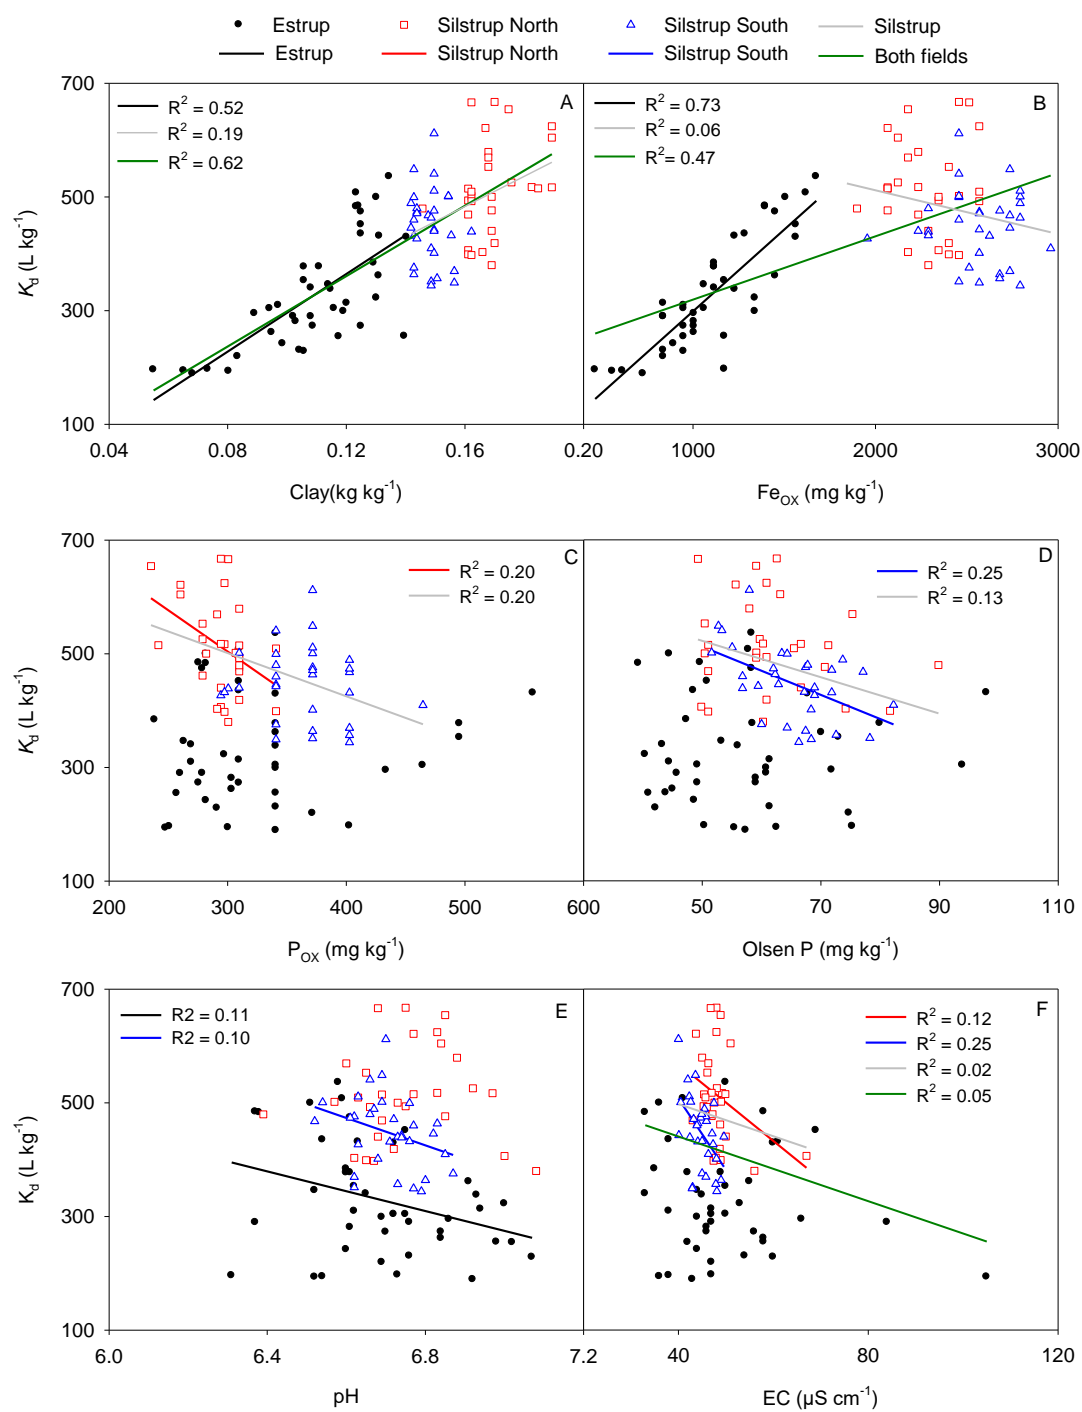 Estrup Silstrup North Silstrup South Silstrup
Estrup Silstrup North Silstrup South Both fields
700 500 300 100
K_d (L kg⁻¹)
R² = 0.52
R² = 0.19
R² = 0.62
A
0.04 0.08 0.12 0.16 0.20
Clay(kg kg⁻¹)
R² = 0.73
R² = 0.06
R² = 0.47
B
1000 2000 3000
Fe_OX (mg kg⁻¹)
700 500 300 100
K_d (L kg⁻¹)
R² = 0.20
R² = 0.20
C
200 300 400 500 600
P_OX (mg kg⁻¹)
R² = 0.25
R² = 0.13
D
50 70 90 110
Olsen P (mg kg⁻¹)
700 500 300 100
K_d (L kg⁻¹)
R2 = 0.11
R2 = 0.10
E
6.0 6.4 6.8 7.2
pH
R² = 0.12
R² = 0.25
R² = 0.02
R² = 0.05
F
40 80 120
EC (µS cm⁻¹)